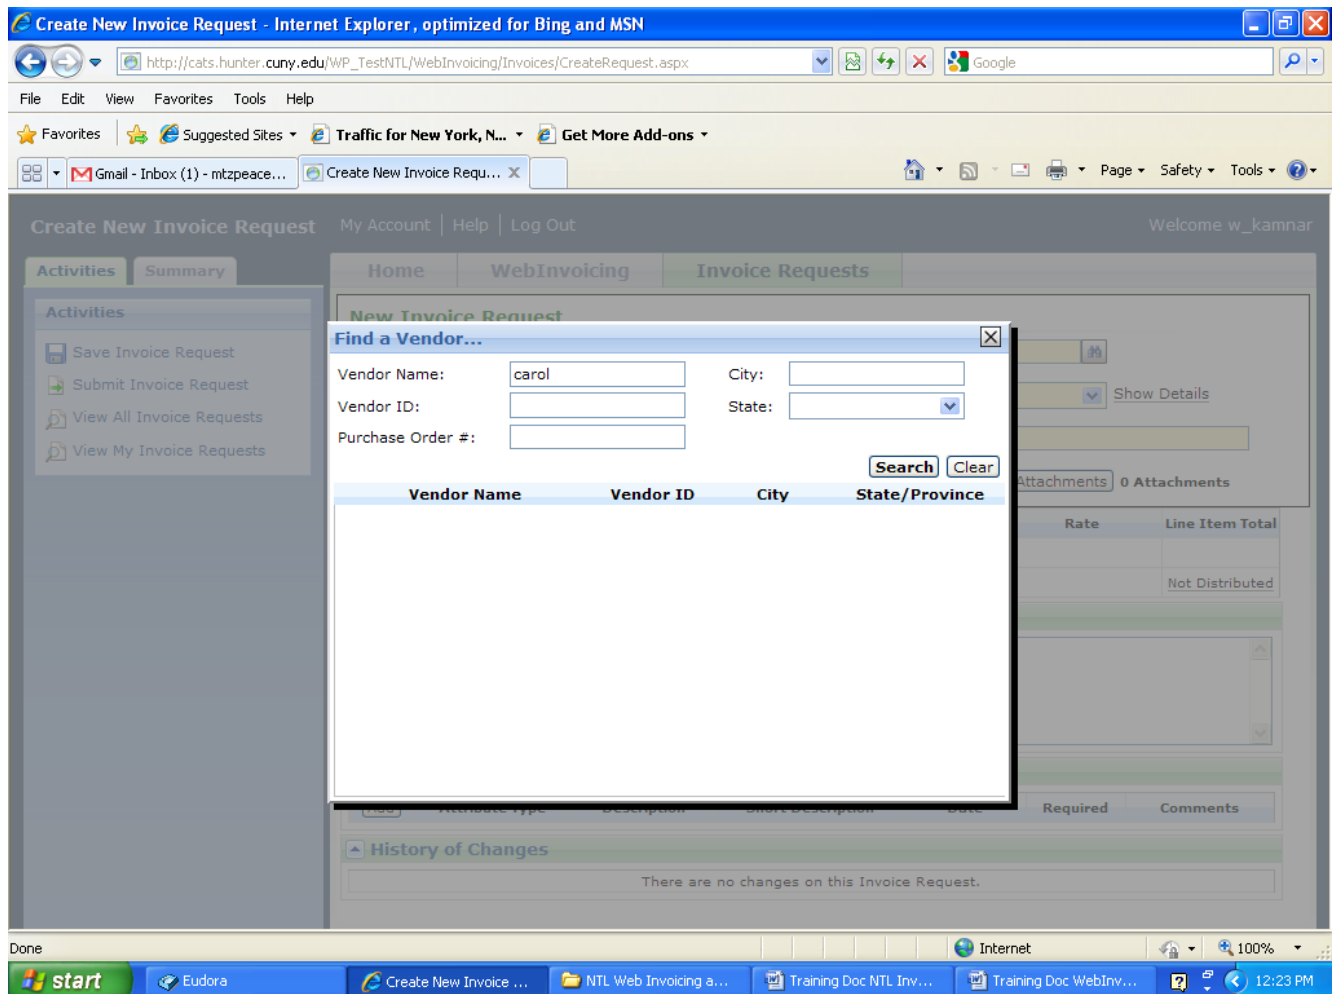 Create New Invoice Request - Internet Explorer, optimized for Bing and MSN
http://cats.hunter.cuny.edu/WP_TestNTL/WebInvoicing/Invoices/CreateRequest.aspx
Google
File Edit View Favorites Tools Help
Favorites Suggested Sites Traffic for New York, N... Get More Add-ons
Gmail - Inbox (1) - mtzpeace... Create New Invoice Requ... X Page Safety Tools
Create New Invoice Request My Account | Help | Log Out Welcome w_kamnar
Activities Summary Home WebInvoicing Invoice Requests
Activities
New Invoice Request
Find a Vendor...
Save Invoice Request
Submit Invoice Request
View All Invoice Requests
View My Invoice Requests
Vendor Name: carol City:
Vendor ID: State:
Purchase Order #:
Show Details
Search Clear
Attachments 0 Attachments
Vendor Name Vendor ID City State/Province
Rate Line Item Total
Not Distributed
Add Attribute Type Description Short Description Date Required Comments
History of Changes
There are no changes on this Invoice Request.
Done Internet 100%
start Eudora Create New Invoice ... NTL Web Invoicing a... Training Doc NTL Inv... Training Doc WebInv... 12:23 PM